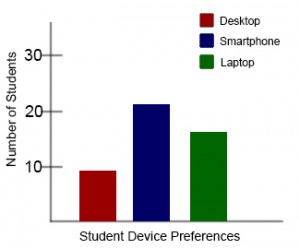 Desktop
Smartphone
Laptop
Number of Students
30
20
10
Student Device Preferences